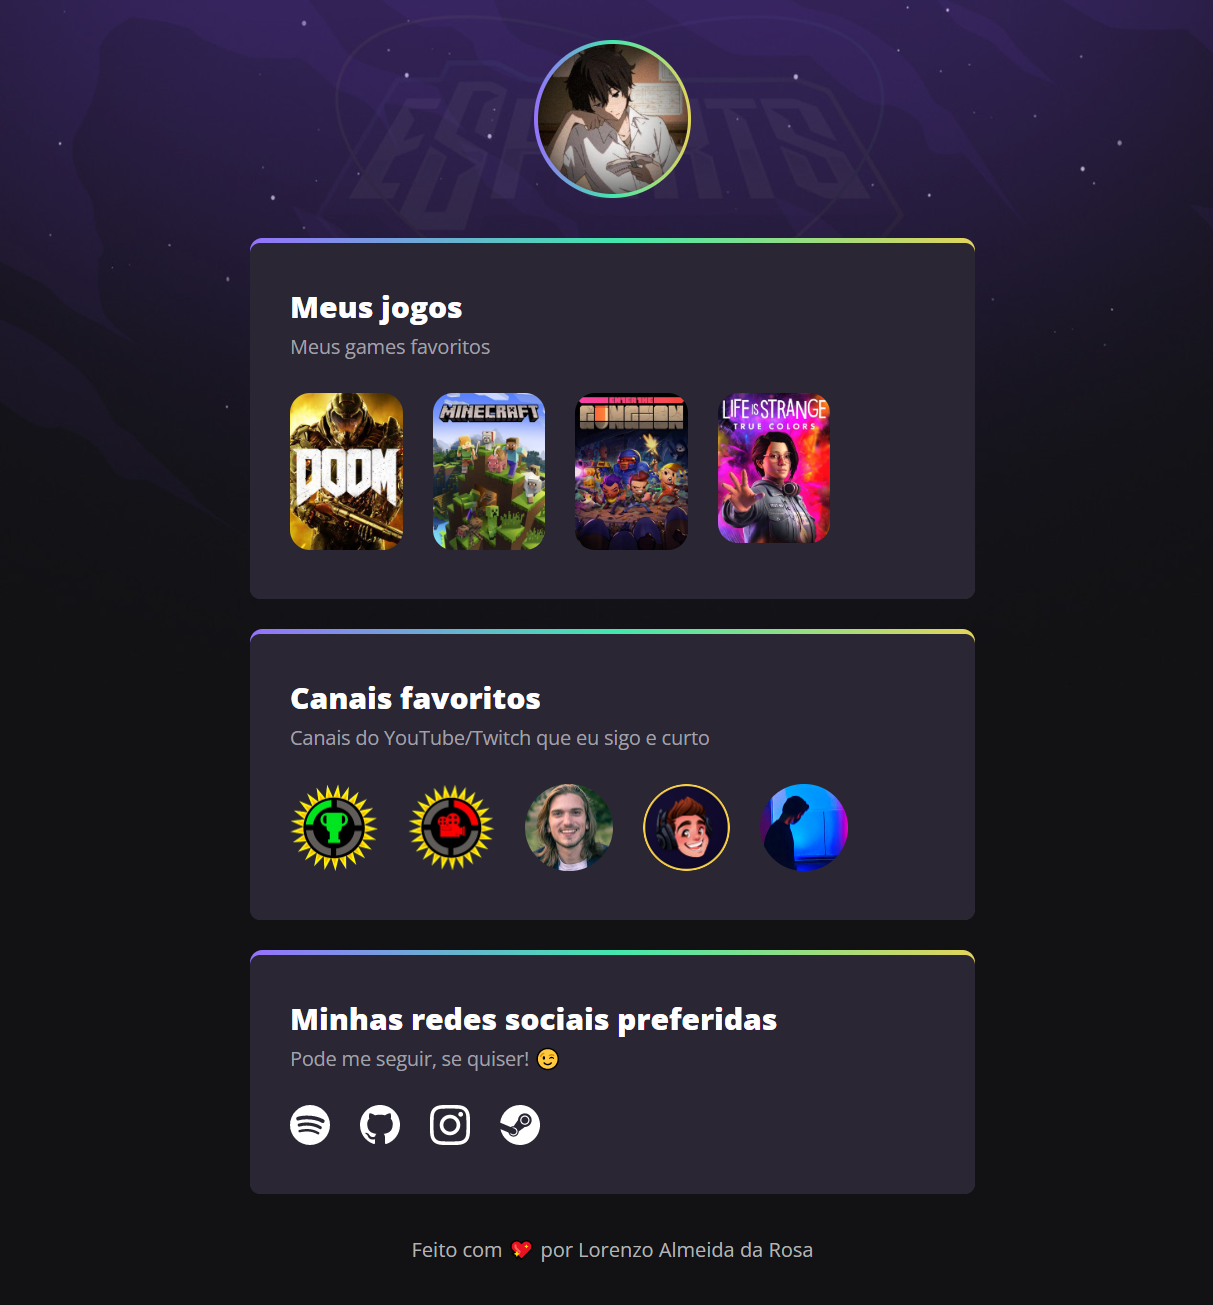 ESPORTS
Meus jogos
Meus games favoritos
DOOM
MINECRAFT
ENTER THE
GUNGEON
LIFE IS STRANGE
TRUE COLORS
Canais favoritos
Canais do YouTube/Twitch que eu sigo e curto
Minhas redes sociais preferidas
Pode me seguir, se quiser! 😉
Feito com 💖 por Lorenzo Almeida da Rosa